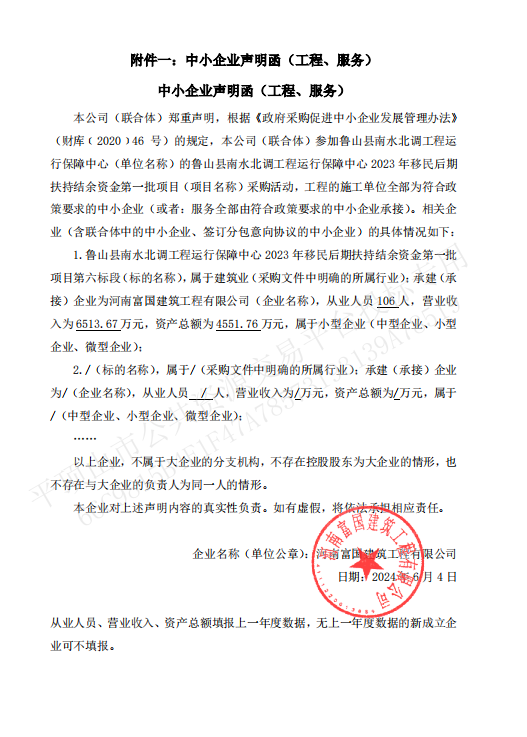 附件一：中小企业声明函（工程、服务）
中小企业声明函（工程、服务）
本公司（联合体）郑重声明，根据《政府采购促进中小企业发展管理办法》
（财库﹝2020﹞46 号）的规定，本公司（联合体）参加鲁山县南水北调工程运
行保障中心（单位名称）的鲁山县南水北调工程运行保障中心 2023 年移民后期
扶持结余资金第一批项目（项目名称）采购活动，工程的施工单位全部为符合政
策要求的中小企业（或者：服务全部由符合政策要求的中小企业承接）。相关企
业（含联合体中的中小企业、签订分包意向协议的中小企业）的具体情况如下：
1.鲁山县南水北调工程运行保障中心 2023 年移民后期扶持结余资金第一批
项目第六标段（标的名称），属于建筑业（采购文件中明确的所属行业）；承建（承
接）企业为河南富国建筑工程有限公司（企业名称），从业人员 106 人，营业收
入为 6513.67 万元，资产总额为 4551.76 万元，属于小型企业（中型企业、小型
企业、微型企业）；
2./（标的名称），属于/（采购文件中明确的所属行业）；承建（承接）企业
为/（企业名称），从业人员 / 人，营业收入为/万元，资产总额为/万元，属于
/（中型企业、小型企业、微型企业）；
……
以上企业，不属于大企业的分支机构，不存在控股股东为大企业的情形，也
不存在与大企业的负责人为同一人的情形。
本企业对上述声明内容的真实性负责。如有虚假，将依法承担相应责任。
企业名称（单位公章）：河南富国建筑工程有限公司
日期：2024年6月4日
河南富国建筑工程有限公司
从业人员、营业收入、资产总额填报上一年度数据，无上一年度数据的新成立企
业可不填报。